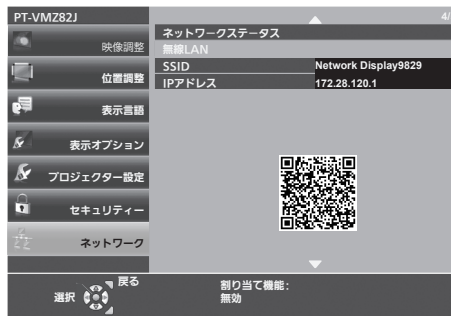 PT-VMZ82J
4/
映像調整
位置調整
表示言語
表示オプション
プロジェクター設定
セキュリティー
ネットワーク
ネットワークステータス
無線LAN
SSID Network Display9829
IPアドレス 172.28.120.1
選択 戻る
割り当て機能：
無効